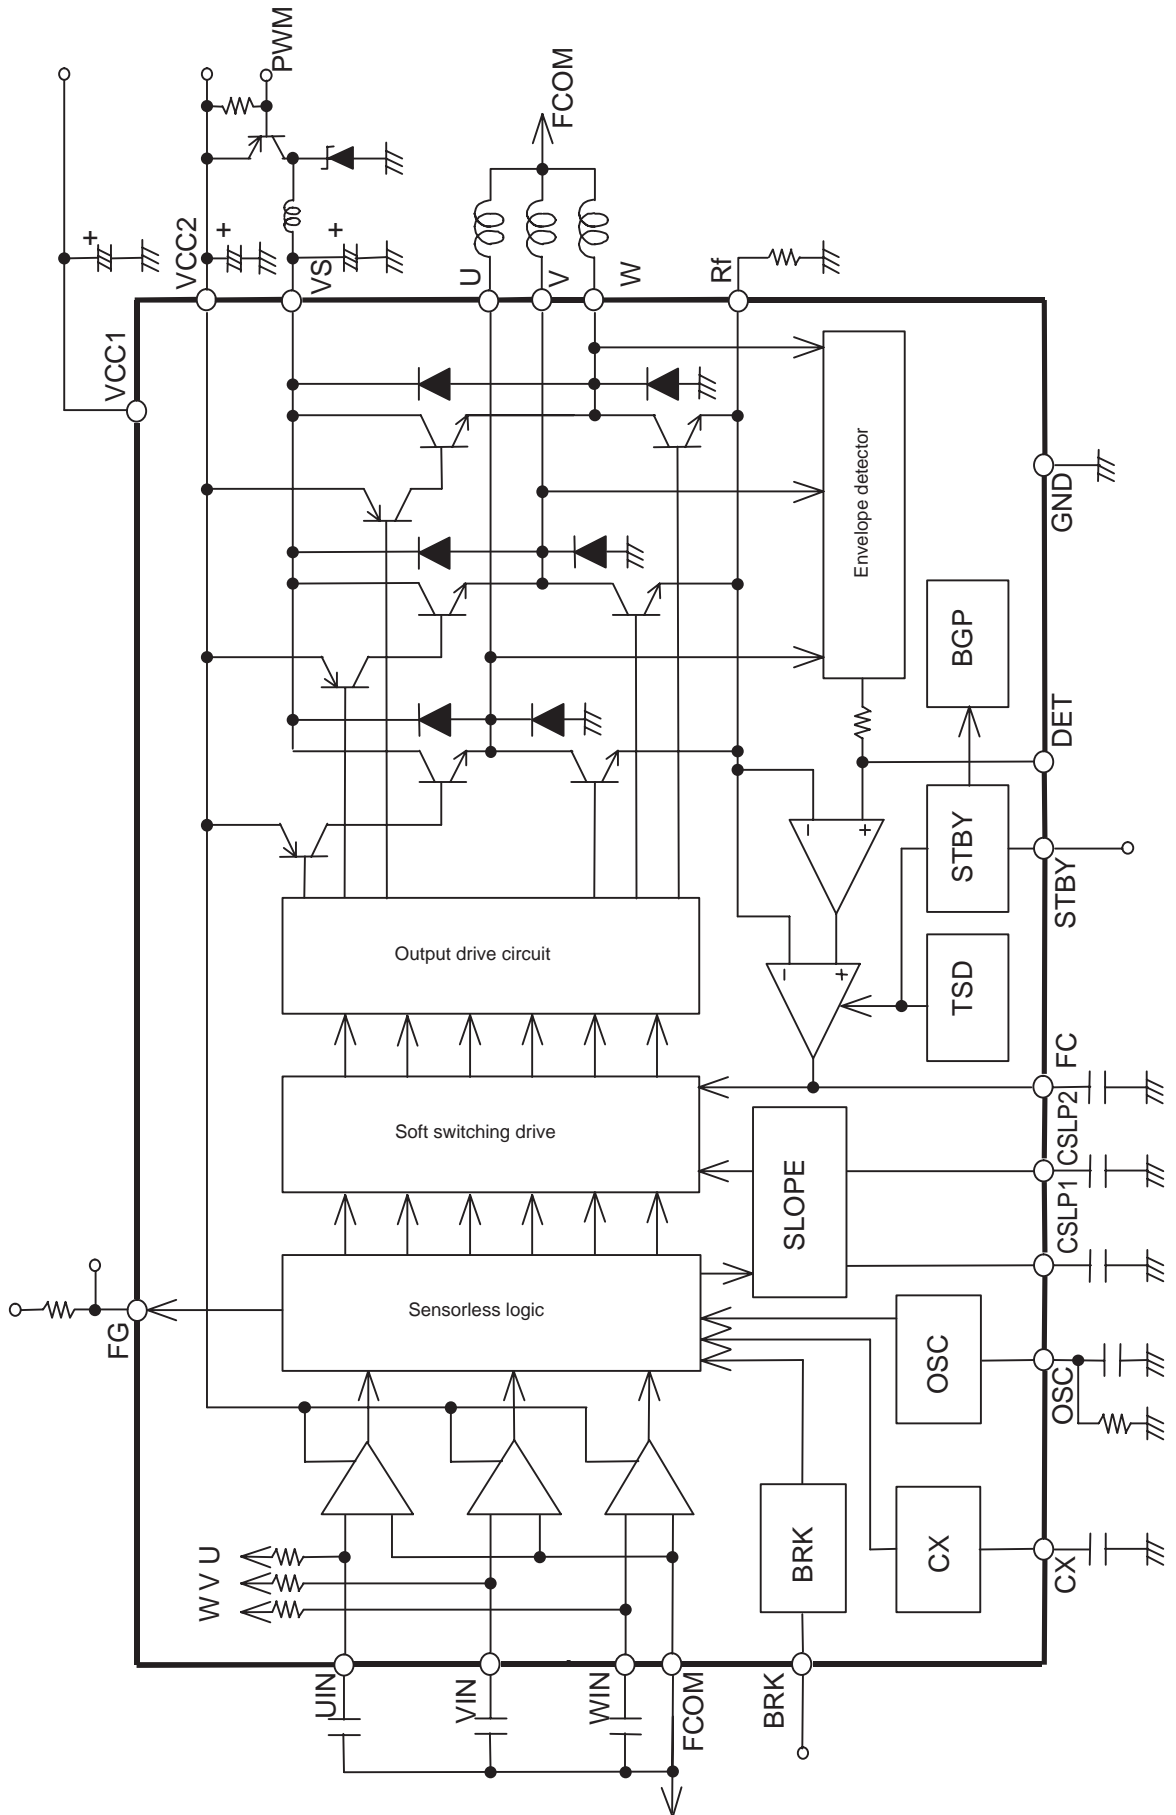 PWM
FCOM
VCC2
VS
U
V
W
Rf
VCC1
Envelope detector
GND
BGP
DET
STBY
STBY
Output drive circuit
TSD
FC
Soft switching drive
CSLP2
SLOPE
CSLP1
Sensorless logic
FG
OSC
OSC
W V U
BRK
CX
CX
UIN
VIN
WIN
FCOM
BRK